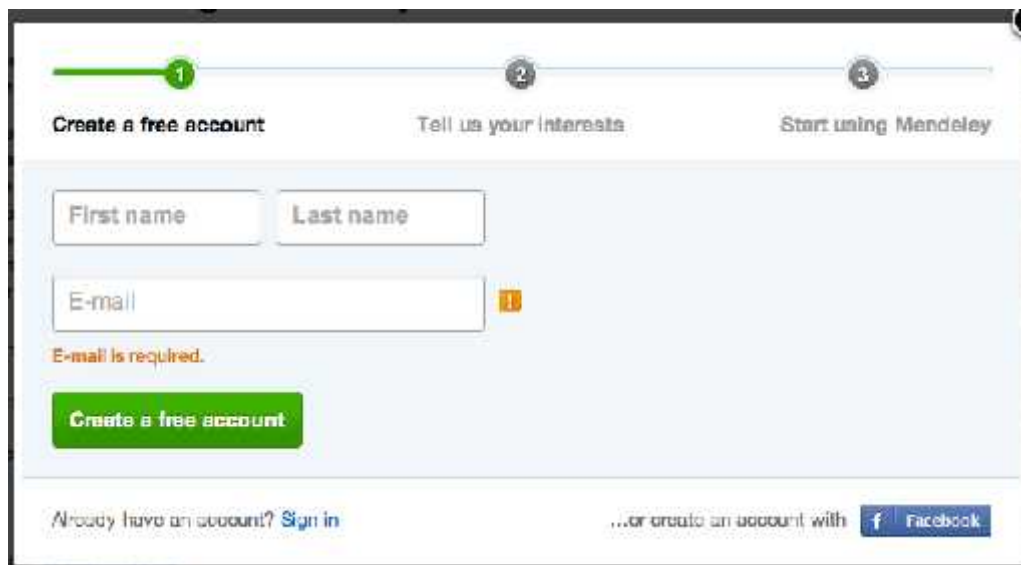 1 2 3
Create a free account Tell us your interests Start using Mendeley
First name Last name
E-mail !
E-mail is required.
Create a free account
Already have an account? Sign in ...or create an account with f Facebook